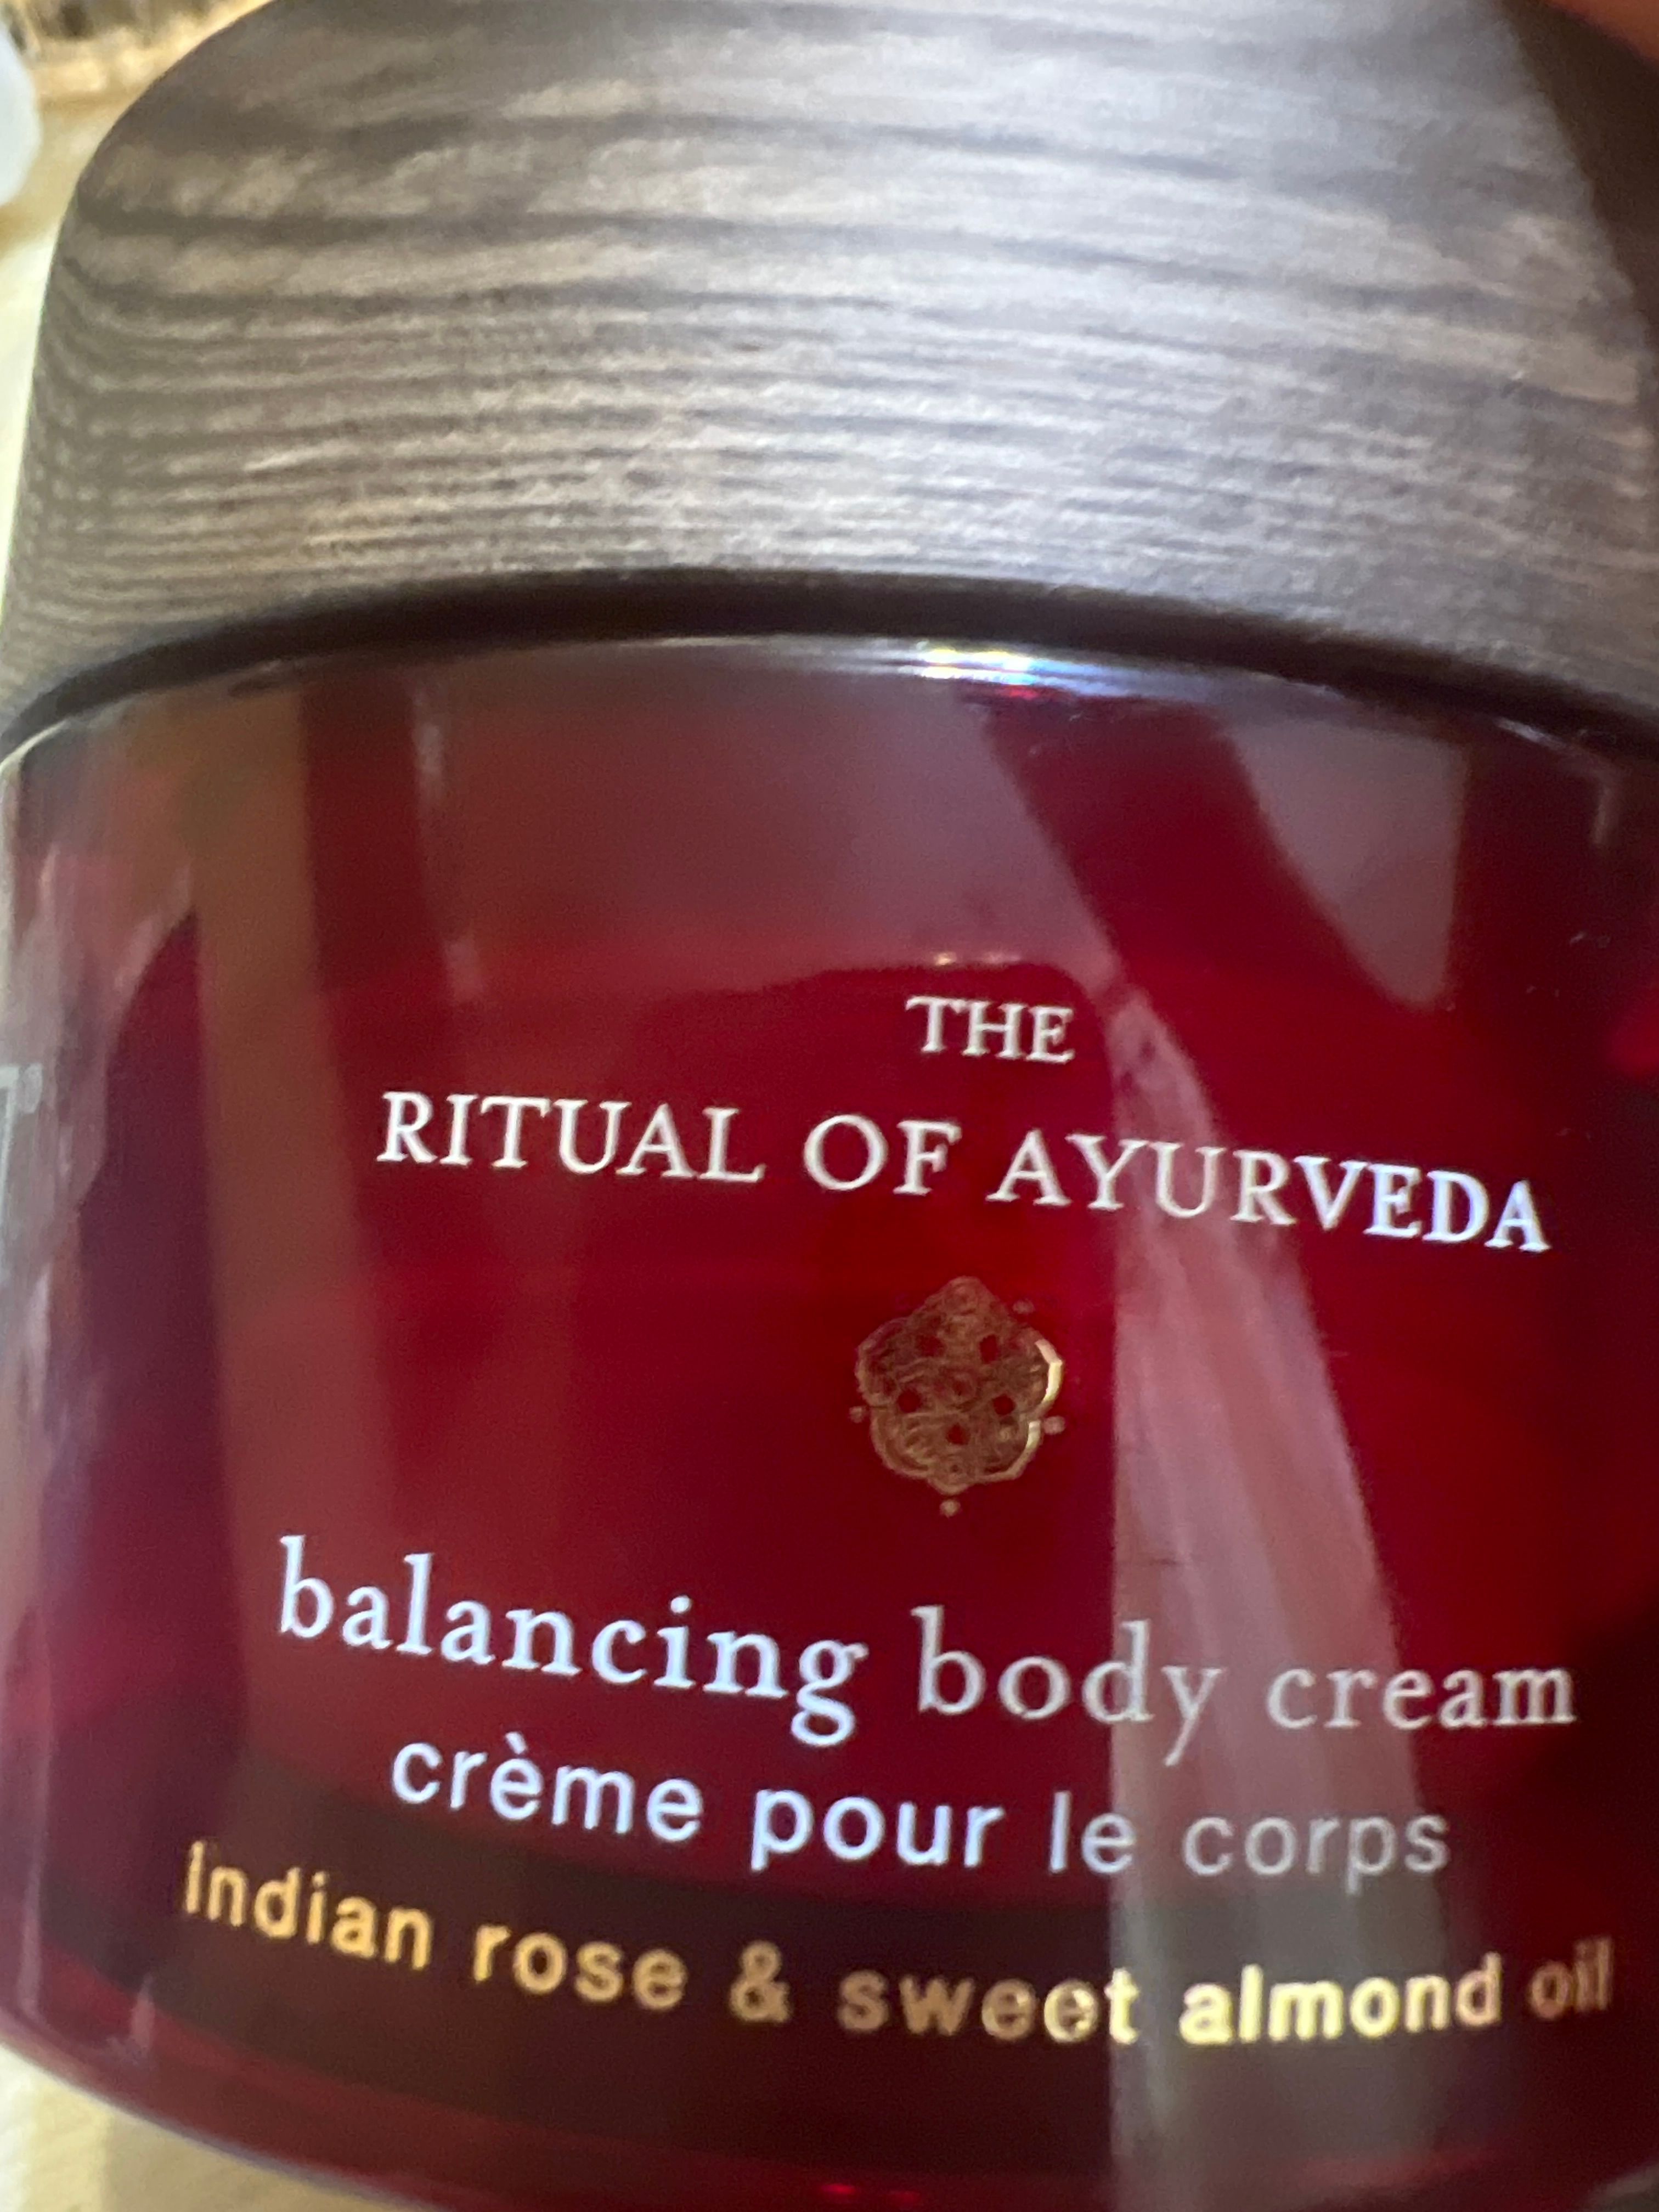 THE
RITUAL OF AYURVEDA
balancing body cream
crème pour le corps
Indian rose & sweet almond oil